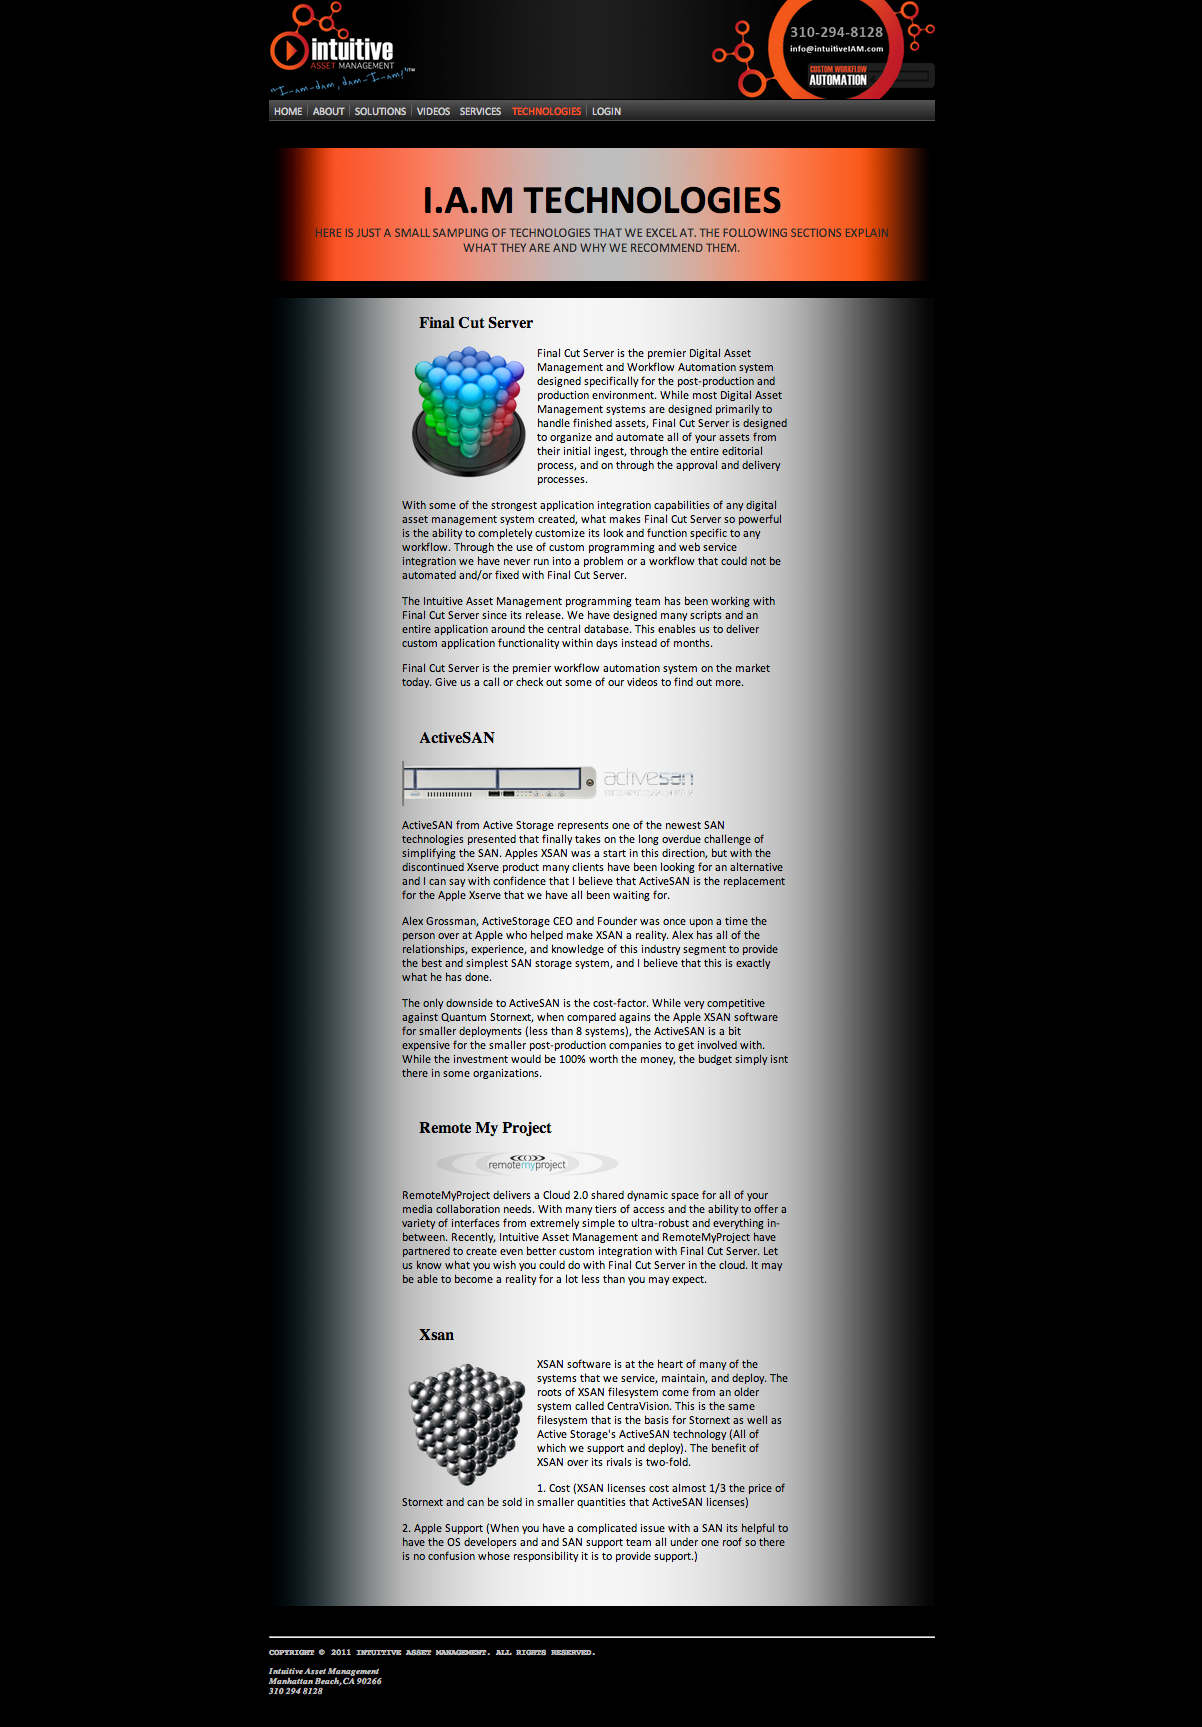 intuitive
ASSET MANAGEMENT
"I-am-dam, dam-I-am!"™
310-294-8128
info@intuitiveIAM.com
CUSTOM WORKFLOW
AUTOMATION
HOME ABOUT SOLUTIONS VIDEOS SERVICES TECHNOLOGIES LOGIN
I.A.M TECHNOLOGIES
HERE IS JUST A SMALL SAMPLING OF TECHNOLOGIES THAT WE EXCEL AT. THE FOLLOWING SECTIONS EXPLAIN
WHAT THEY ARE AND WHY WE RECOMMEND THEM.
Final Cut Server
Final Cut Server is the premier Digital Asset
Management and Workflow Automation system
designed specifically for the post-production and
production environment. While most Digital Asset
Management systems are designed primarily to
handle finished assets, Final Cut Server is designed
to organize and automate all of your assets from
their initial ingest, through the entire editorial
process, and on through the approval and delivery
processes.
With some of the strongest application integration capabilities of any digital
asset management system created, what makes Final Cut Server so powerful
is the ability to completely customize its look and function specific to any
workflow. Through the use of custom programming and web service
integration we have never run into a problem or a workflow that could not be
automated and/or fixed with Final Cut Server.
The Intuitive Asset Management programming team has been working with
Final Cut Server since its release. We have designed many scripts and an
entire application around the central database. This enables us to deliver
custom application functionality within days instead of months.
Final Cut Server is the premier workflow automation system on the market
today. Give us a call or check out some of our videos to find out more.
ActiveSAN
activesan
ActiveSAN from Active Storage represents one of the newest SAN
technologies presented that finally takes on the long overdue challenge of
simplifying the SAN. Apples XSAN was a start in this direction, but with the
discontinued Xserve product many clients have been looking for an alternative
and I can say with confidence that I believe that ActiveSAN is the replacement
for the Apple Xserve that we have all been waiting for.
Alex Grossman, ActiveStorage CEO and Founder was once upon a time the
person over at Apple who helped make XSAN a reality. Alex has all of the
relationships, experience, and knowledge of this industry segment to provide
the best and simplest SAN storage system, and I believe that this is exactly
what he has done.
The only downside to ActiveSAN is the cost-factor. While very competitive
against Quantum Stornext, when compared agains the Apple XSAN software
for smaller deployments (less than 8 systems), the ActiveSAN is a bit
expensive for the smaller post-production companies to get involved with.
While the investment would be 100% worth the money, the budget simply isnt
there in some organizations.
Remote My Project
remotemyproject
RemoteMyProject delivers a Cloud 2.0 shared dynamic space for all of your
media collaboration needs. With many tiers of access and the ability to offer a
variety of interfaces from extremely simple to ultra-robust and everything in-
between. Recently, Intuitive Asset Management and RemoteMyProject have
partnered to create even better custom integration with Final Cut Server. Let
us know what you wish you could do with Final Cut Server in the cloud. It may
be able to become a reality for a lot less than you may expect.
Xsan
XSAN software is at the heart of many of the
systems that we service, maintain, and deploy. The
roots of XSAN filesystem come from an older
system called CentraVision. This is the same
filesystem that is the basis for Stornext as well as
Active Storage's ActiveSAN technology (All of
which we support and deploy). The benefit of
XSAN over its rivals is two-fold.
1. Cost (XSAN licenses cost almost 1/3 the price of
Stornext and can be sold in smaller quantities that ActiveSAN licenses)
2. Apple Support (When you have a complicated issue with a SAN its helpful to
have the OS developers and and SAN support team all under one roof so there
is no confusion whose responsibility it is to provide support.)
COPYRIGHT © 2011 INTUITIVE ASSET MANAGEMENT. ALL RIGHTS RESERVED.
Intuitive Asset Management
Manhattan Beach,CA 90266
310 294 8128